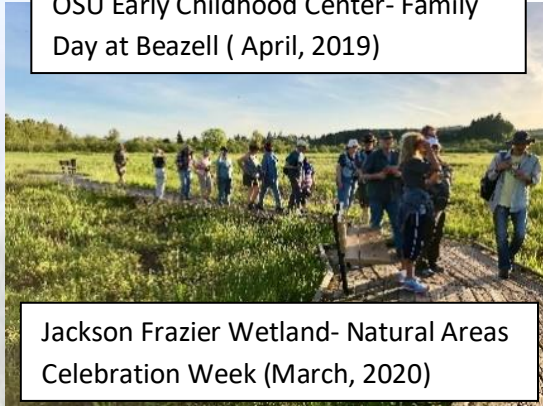 OSU Early Childhood Center- Family
Day at Beazell ( April, 2019)
Jackson Frazier Wetland- Natural Areas
Celebration Week (March, 2020)